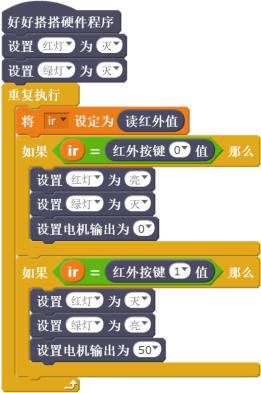 好好搭搭硬件程序
设置 红灯 为 灭
设置 绿灯 为 灭
重复执行
将 ir 设定为 读红外值
如果 ir = 红外按键 0 值 那么
设置 红灯 为 亮
设置 绿灯 为 灭
设置电机输出为 0
如果 ir = 红外按键 1 值 那么
设置 红灯 为 灭
设置 绿灯 为 亮
设置电机输出为 50